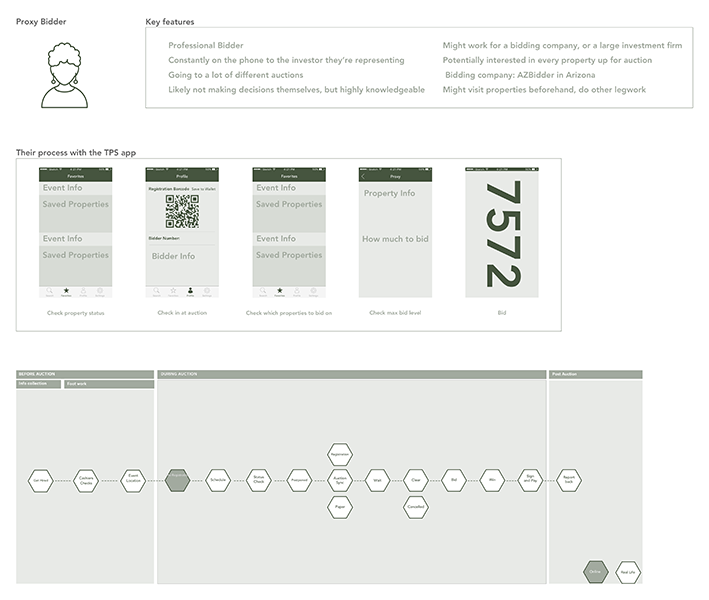 Proxy Bidder
Key features
Professional Bidder
Constantly on the phone to the investor they're representing
Going to a lot of different auctions
Likely not making decisions themselves, but highly knowledgeable
Might work for a bidding company, or a large investment firm
Potentially interested in every property up for auction
Bidding company: AZBidder in Arizona
Might visit properties beforehand, do other legwork
Their process with the TPS app
Favorites
Event Info
Saved Properties
Event Info
Saved Properties
Check property status
Profile
Registration Barcode Save to Wallet
Bidder Number:
Bidder Info
Check in at auction
Favorites
Event Info
Saved Properties
Event Info
Saved Properties
Check which properties to bid on
Proxy
Property Info
How much to bid
Check max bid level
7572
Bid
BEFORE AUCTION
Info collection
Foot work
DURING AUCTION
Post Auction
Get Hired
Cashiers
Checks
Event
Location
Schedule
Status
Check
Postponed
Registration
Auction
Sync
Paper
Wait
Clear
Cancelled
Bid
Win
Sign
and Pay
Report
back
Online
Real Life